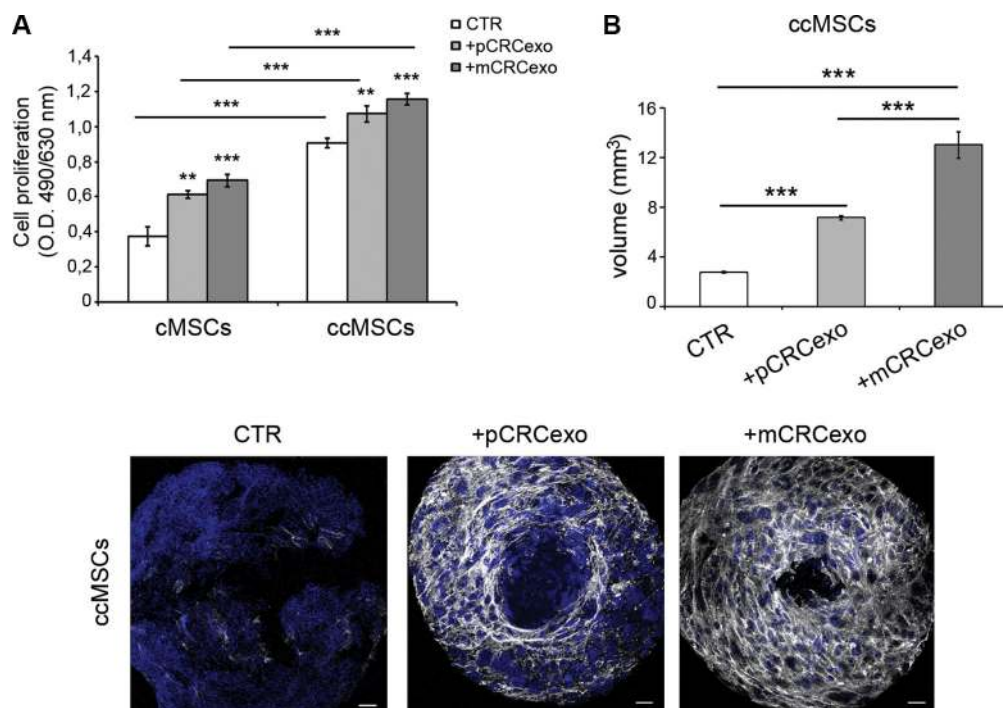 A
***
***
***
CTR
+pCRCexo
+mCRCexo
Cell proliferation
(O.D. 490/630 nm)
1,4
1,2
1,0
0,8
0,6
0,4
0,2
0
**
***
**
***
cMSCs
ccMSCs
B
ccMSCs
***
***
***
volume (mm³)
16
12
8
4
0
CTR
+pCRCexo
+mCRCexo
CTR
+pCRCexo
+mCRCexo
ccMSCs